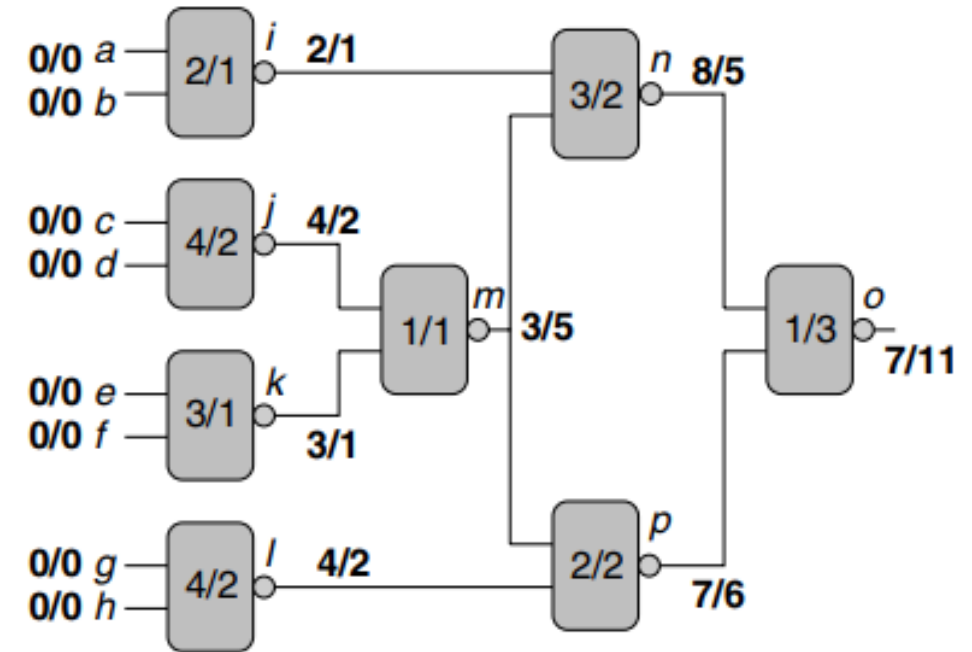 0/0 a
0/0 b
2/1
i
2/1
0/0 c
0/0 d
4/2
j
4/2
0/0 e
0/0 f
3/1
k
3/1
0/0 g
0/0 h
4/2
l
4/2
1/1
m
3/5
3/2
n
8/5
2/2
p
7/6
1/3
o
7/11